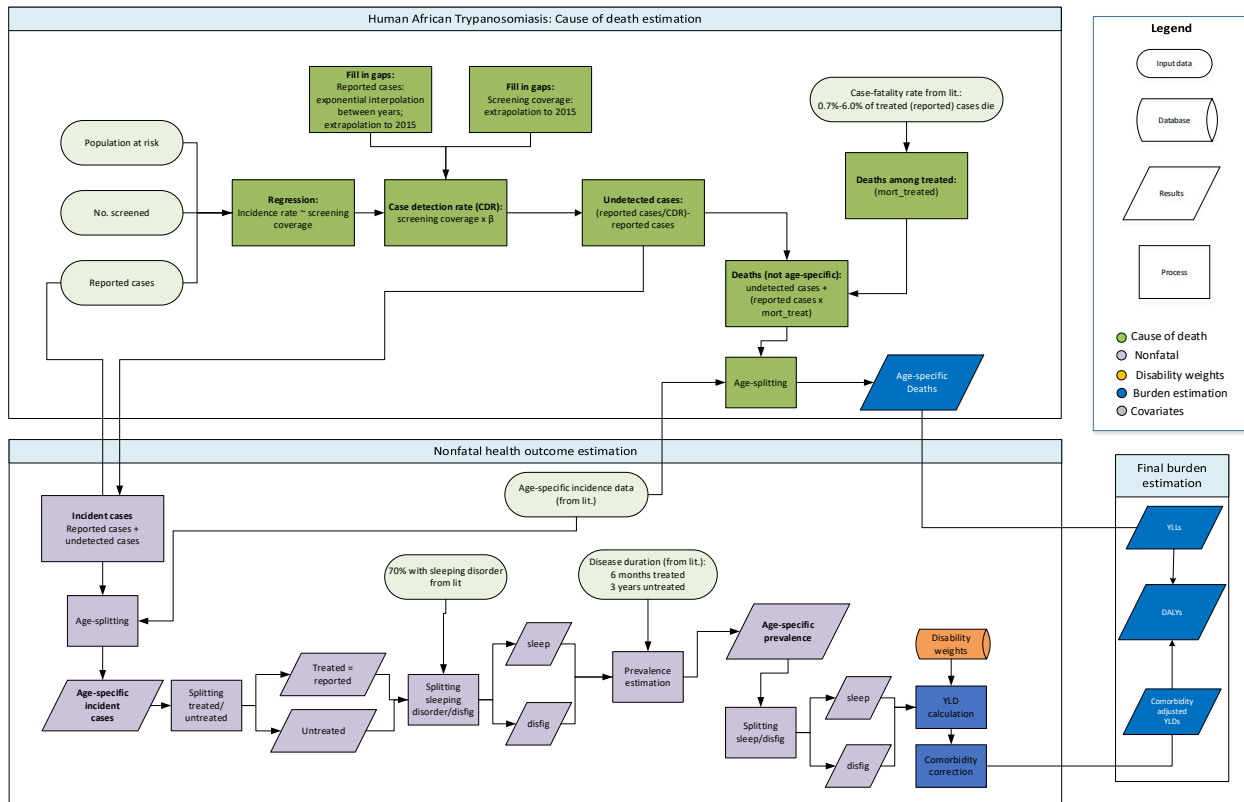 Human African Trypanosomiasis: Cause of death estimation
Fill in gaps:
Reported cases:
exponential interpolation
between years;
extrapolation to 2015
Fill in gaps:
Screening coverage:
extrapolation to 2015
Case-fatality rate from lit.:
0.7%-6.0% of treated (reported) cases die
Population at risk
No. screened
Reported cases
Regression:
Incidence rate ~ screening
coverage
Case detection rate (CDR):
screening coverage x β
Undetected cases:
(reported cases/CDR)-
reported cases
Deaths among treated:
(mort_treated)
Deaths (not age-specific):
undetected cases +
(reported cases x
mort_treat)
Age-splitting
Age-specific
Deaths
Legend
Input data
Database
Results
Process
Cause of death
Nonfatal
Disability weights
Burden estimation
Covariates
Nonfatal health outcome estimation
Age-specific incidence data
(from lit.)
Incident cases
Reported cases +
undetected cases
Age-splitting
Age-specific
incident
cases
Splitting
treated/
untreated
Treated =
reported
Untreated
70% with sleeping disorder
from lit
Splitting
sleeping
disorder/disfig
sleep
disfig
Disease duration (from lit.):
6 months treated
3 years untreated
Prevalence
estimation
Age-specific
prevalence
Splitting
sleep/disfig
sleep
disfig
Disability
weights
YLD
calculation
Comorbidity
correction
Final burden
estimation
YLLs
DALYs
Comorbidity
adjusted
YLDs